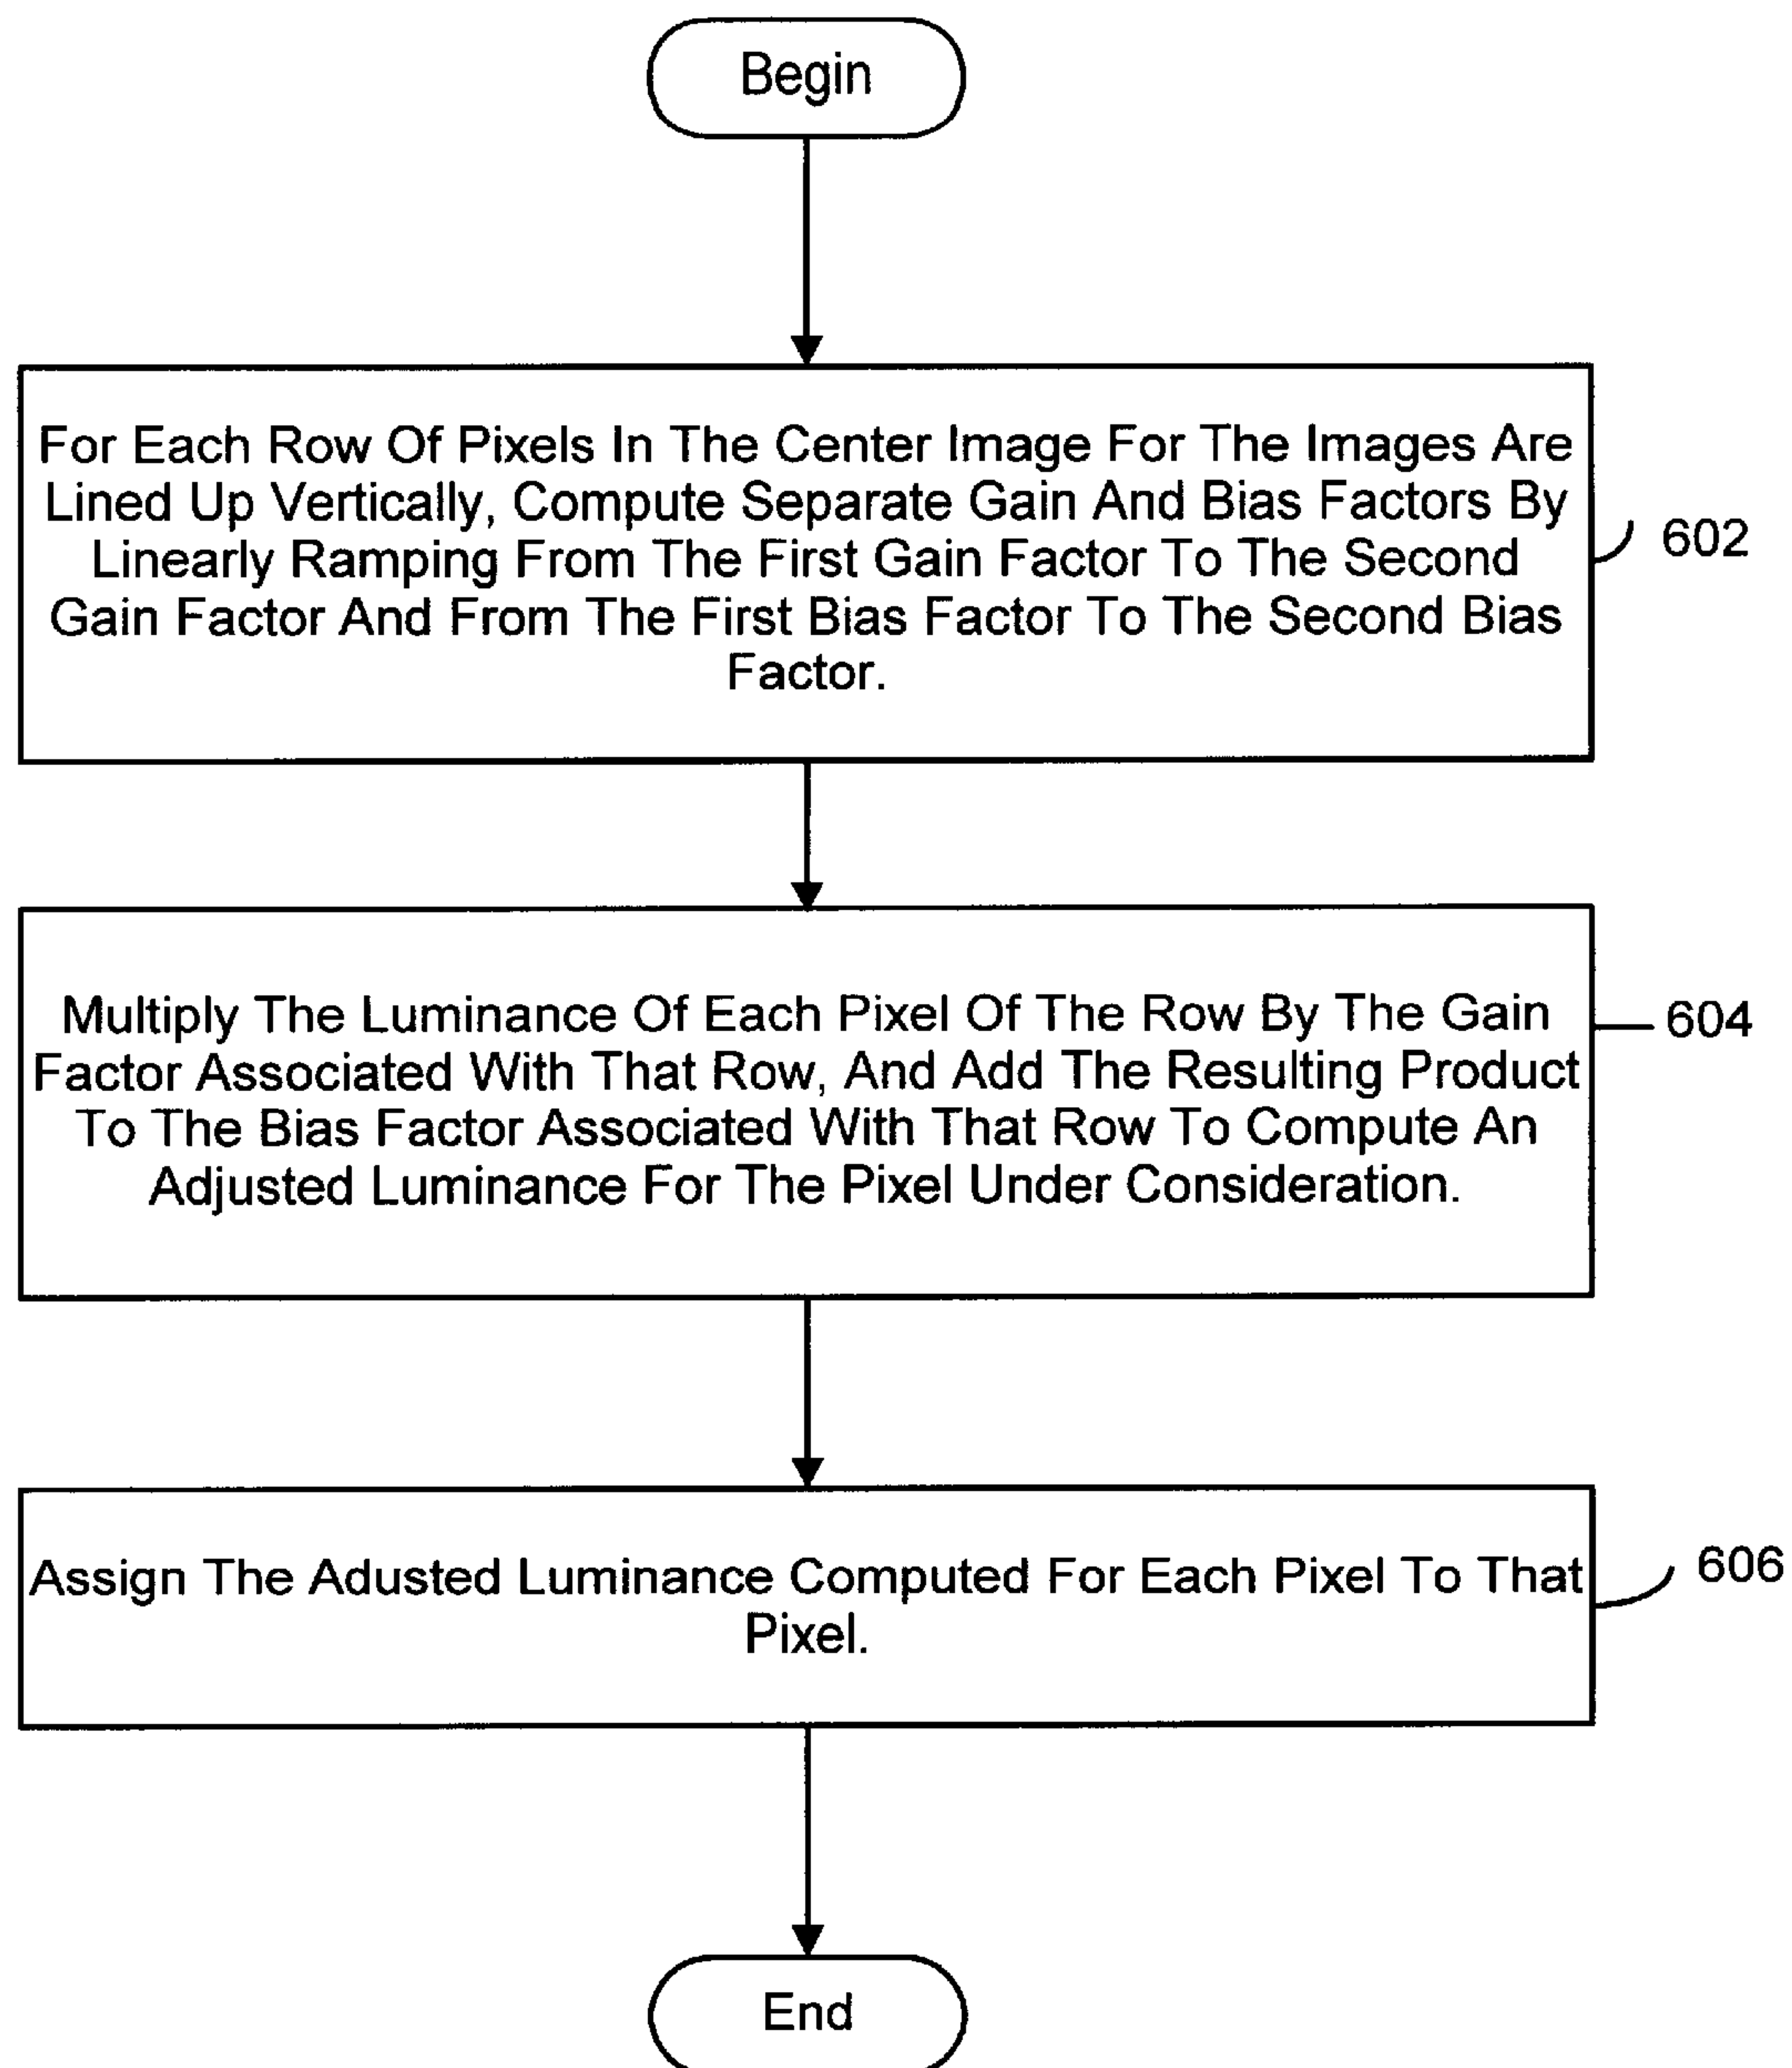 Begin
For Each Row Of Pixels In The Center Image For The Images Are
Lined Up Vertically, Compute Separate Gain And Bias Factors By
Linearly Ramping From The First Gain Factor To The Second
Gain Factor And From The First Bias Factor To The Second Bias
Factor.
602
Multiply The Luminance Of Each Pixel Of The Row By The Gain
Factor Associated With That Row, And Add The Resulting Product
To The Bias Factor Associated With That Row To Compute An
Adjusted Luminance For The Pixel Under Consideration.
604
Assign The Adusted Luminance Computed For Each Pixel To That
Pixel.
606
End